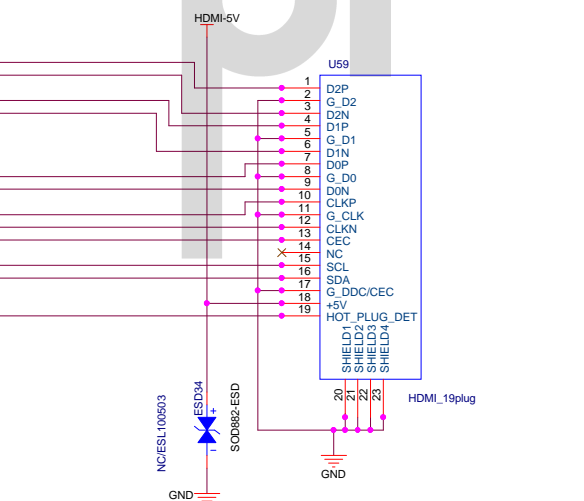 HDMI-5V
U59
1 D2P
2 G_D2
3 D2N
4 D1P
5 G_D1
6 D1N
7 D0P
8 G_D0
9 D0N
10 CLKP
11 G_CLK
12 CLKN
13 CEC
14 NC
15 SCL
16 SDA
17 G_DDC/CEC
18 +5V
19 HOT_PLUG_DET
SHIELD1
SHIELD2
SHIELD3
SHIELD4
20
21
22
23
HDMI_19plug
NC/ESL100503
ESD34
+
−
SOD882-ESD
GND
GND